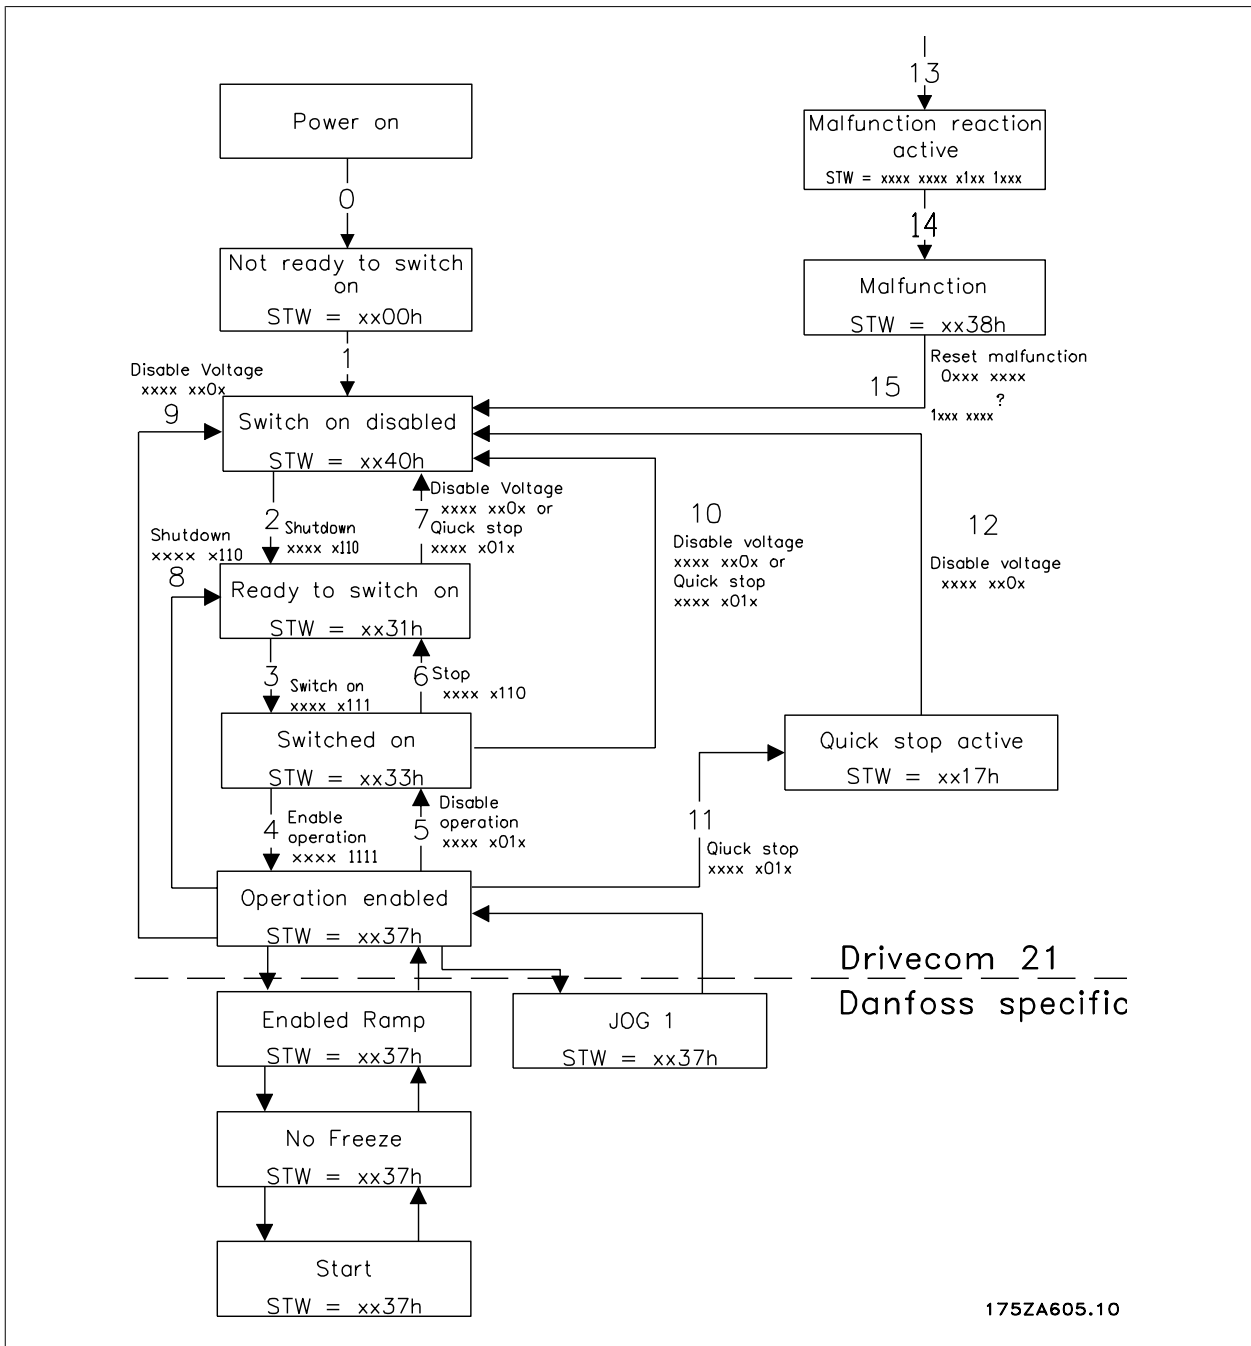 Power on
0
Not ready to switch
on
STW = xx00h
1
13
Malfunction reaction
active
STW = xxxx xxxx x1xx 1xxx
14
Malfunction
STW = xx38h
Reset malfunction
0xxx xxxx
?
1xxx xxxx
15
Disable Voltage
xxxx xx0x
9
Switch on disabled
STW = xx40h
2
Shutdown
xxxx x110
7
Disable Voltage
xxxx xx0x or
Qiuck stop
xxxx x01x
Shutdown
xxxx x110
8
10
Disable voltage
xxxx xx0x or
Quick stop
xxxx x01x
12
Disable voltage
xxxx xx0x
Ready to switch on
STW = xx31h
3
Switch on
xxxx x111
6
Stop
xxxx x110
Switched on
STW = xx33h
Quick stop active
STW = xx17h
4
Enable
operation
xxxx 1111
5
Disable
operation
xxxx x01x
11
Qiuck stop
xxxx x01x
Operation enabled
STW = xx37h
Drivecom 21
Danfoss specific
Enabled Ramp
STW = xx37h
JOG 1
STW = xx37h
No Freeze
STW = xx37h
Start
STW = xx37h
175ZA605.10